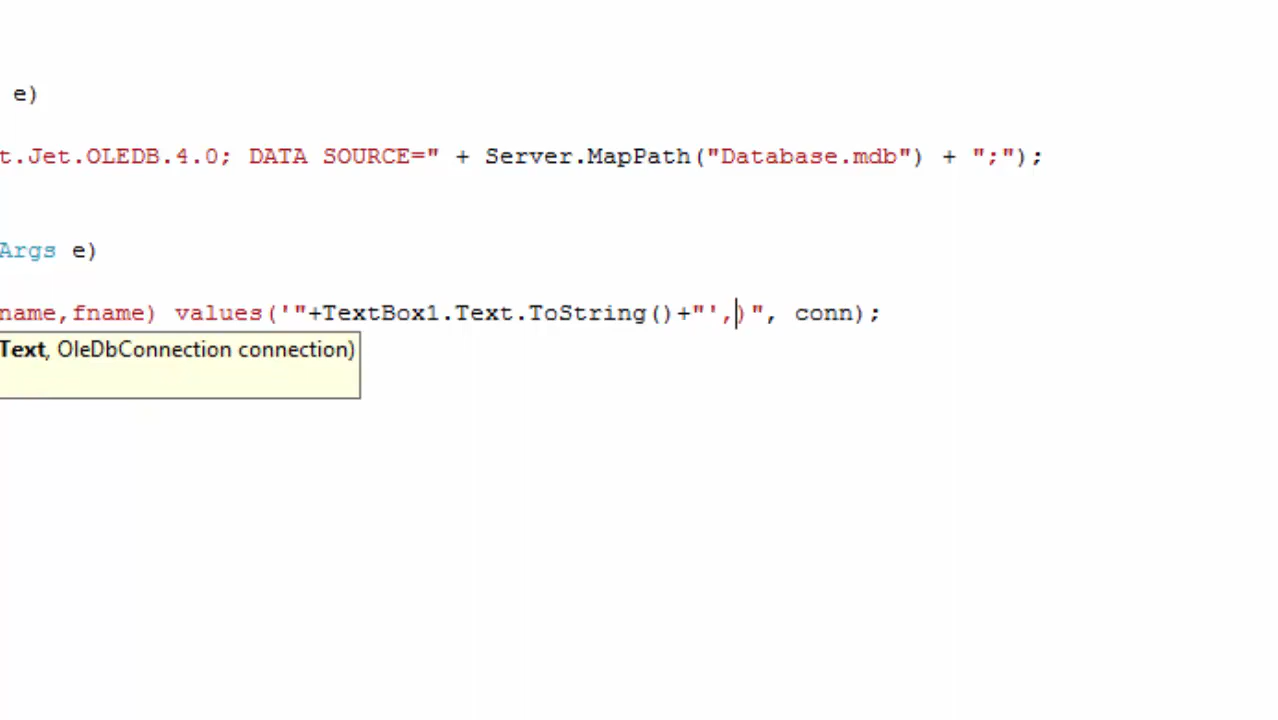 e)
t.Jet.OLEDB.4.0; DATA SOURCE=" + Server.MapPath("Database.mdb") + ";");
Args e)
name,fname) values('"+TextBox1.Text.ToString()+"',)", conn);
Text, OleDbConnection connection)